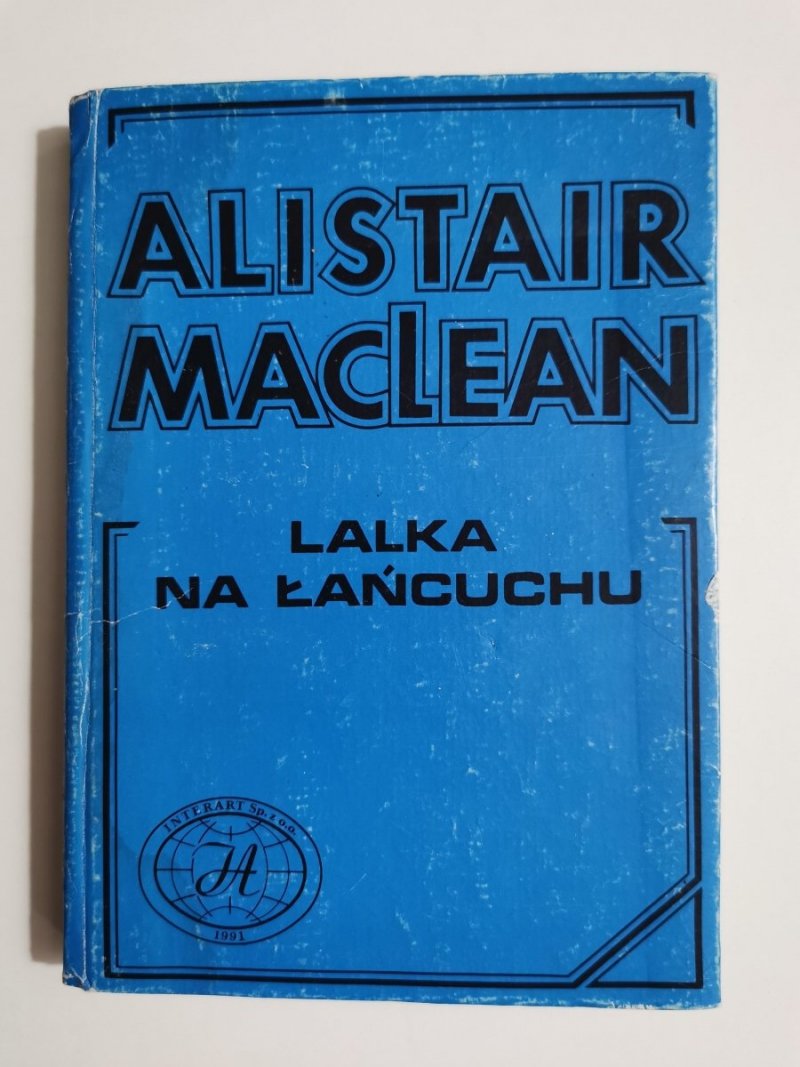 ALISTAIR
MACLEAN
LALKA
NA ŁAŃCUCHU
INTERART Sp. z o.o.
IA
1991